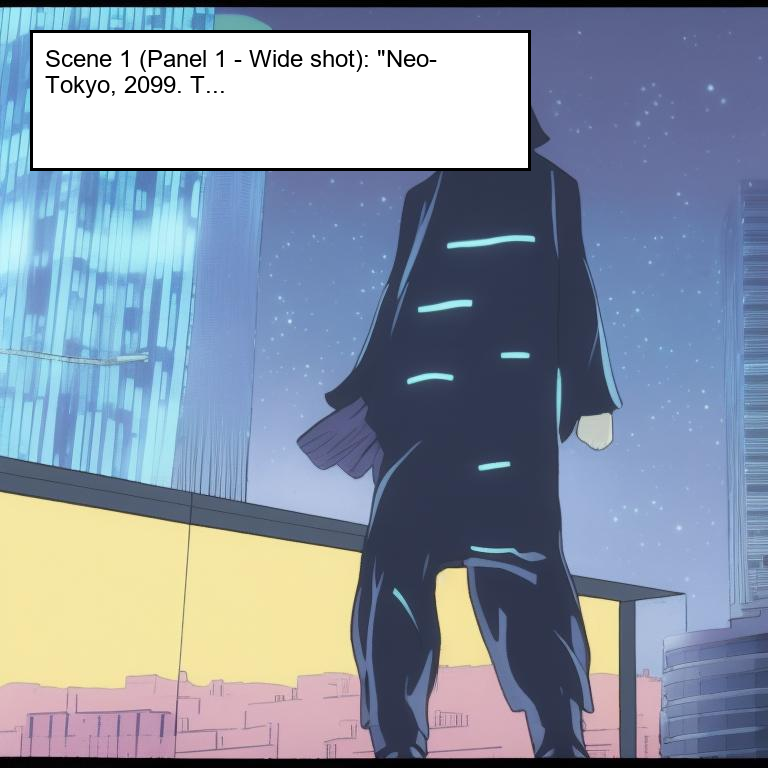 Scene 1 (Panel 1 - Wide shot): "Neo-
Tokyo, 2099. T...